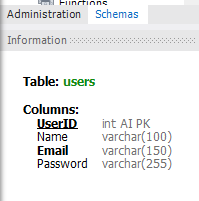 Functions
Administration Schemas
Information
Table: users
Columns:
UserID int AI PK
Name varchar(100)
Email varchar(150)
Password varchar(255)